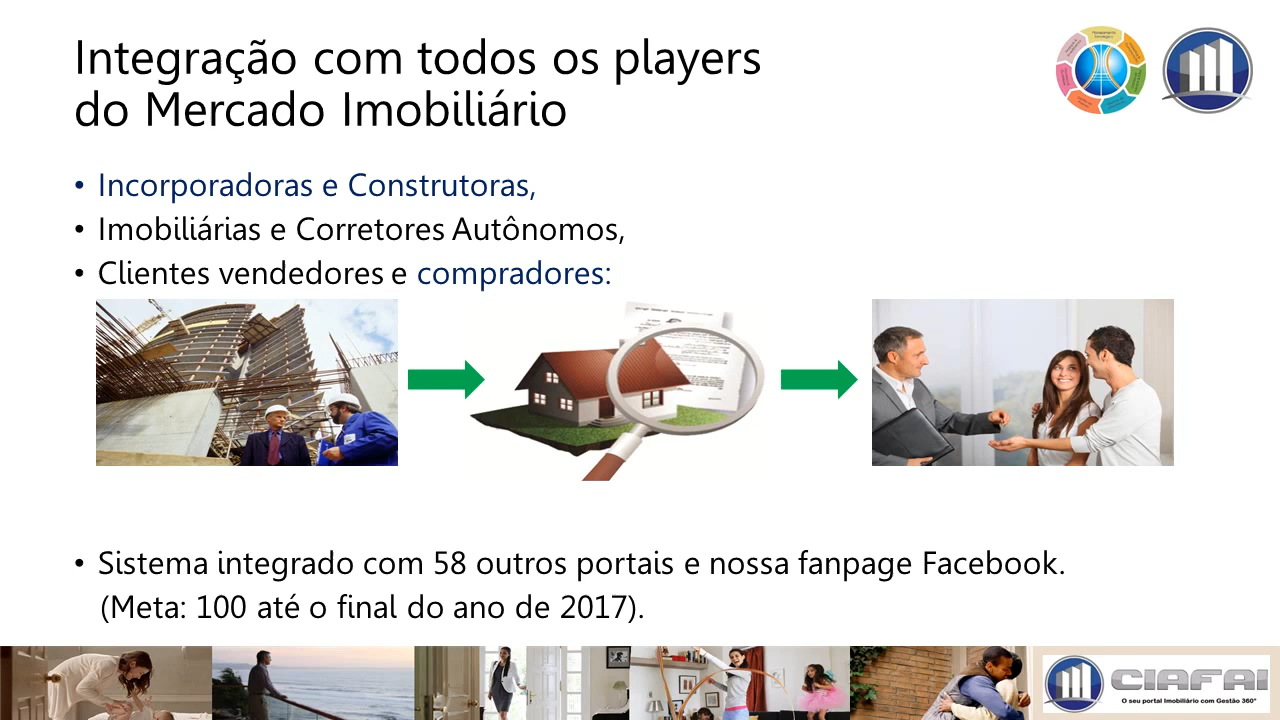 Integração com todos os players
do Mercado Imobiliário
• Incorporadoras e Construtoras,
• Imobiliárias e Corretores Autônomos,
• Clientes vendedores e compradores:
• Sistema integrado com 58 outros portais e nossa fanpage Facebook.
(Meta: 100 até o final do ano de 2017).
CIAFAI
O seu portal Imobiliário com Gestão 360º